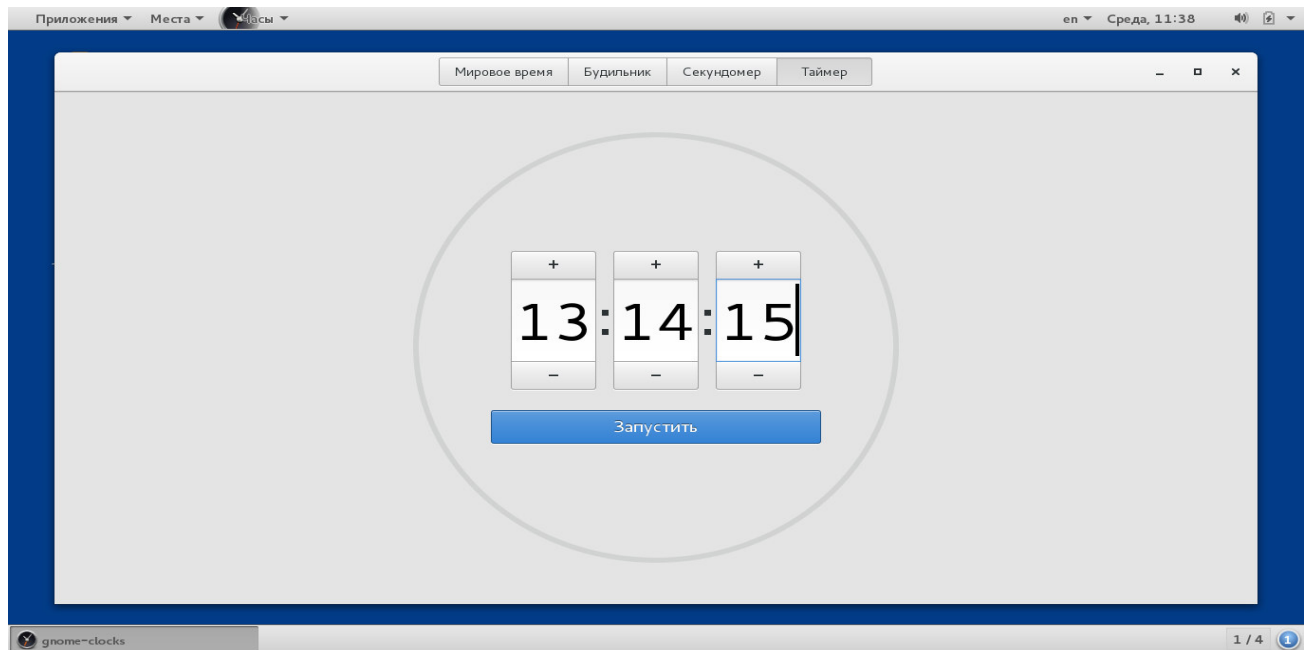 Приложения Места Часы en Среда, 11:38
Мировое время Будильник Секундомер Таймер
+ + +
13:14:15
− − −
Запустить
gnome-clocks 1 / 4 1